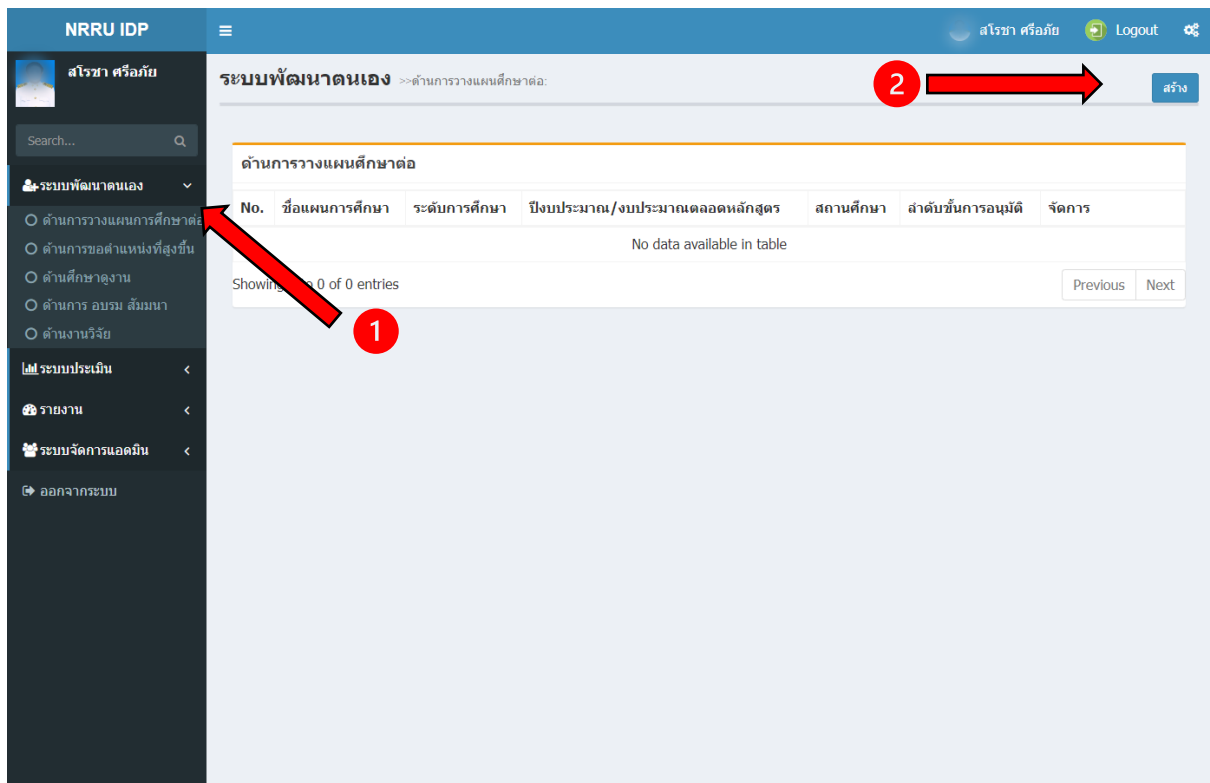 NRRU IDP
สโรชา ศรีอภัย
Logout
สโรชา ศรีอภัย
ระบบพัฒนาตนเอง >>ด้านการวางแผนศึกษาต่อ:
2
สร้าง
Search...
ด้านการวางแผนศึกษาต่อ
ระบบพัฒนาตนเอง
No. ชื่อแผนการศึกษา ระดับการศึกษา ปีงบประมาณ/งบประมาณตลอดหลักสูตร สถานศึกษา ลำดับขั้นการอนุมัติ จัดการ
ด้านการวางแผนการศึกษาต่อ
No data available in table
ด้านการขอตำแหน่งที่สูงขึ้น
ด้านศึกษาดูงาน
Showing 0 of 0 entries
Previous Next
ด้านการ อบรม สัมมนา
1
ด้านงานวิจัย
ระบบประเมิน
รายงาน
ระบบจัดการแอดมิน
ออกจากระบบ